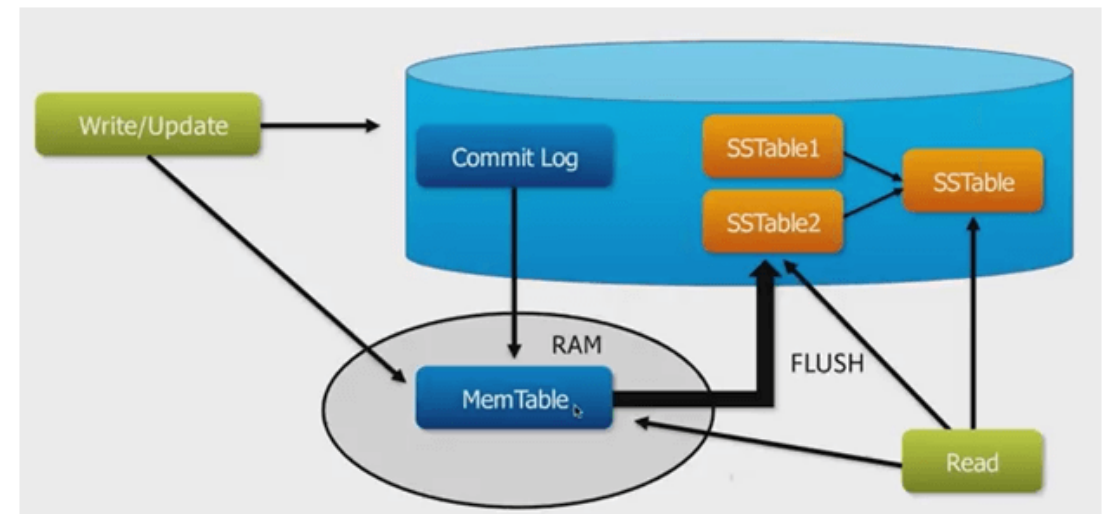 Write/Update
Commit Log
SSTable1
SSTable2
SSTable
RAM
MemTable
FLUSH
Read